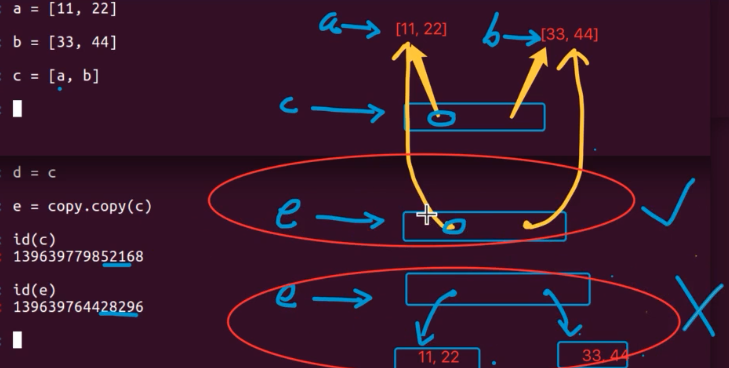 a = [11, 22]
a [11, 22] b [33, 44]
b = [33, 44]
c = [a, b]
c
d = c
e = copy.copy(c)
e
id(c)
139639779852168
id(e)
139639764428296
e
11, 22 33, 44